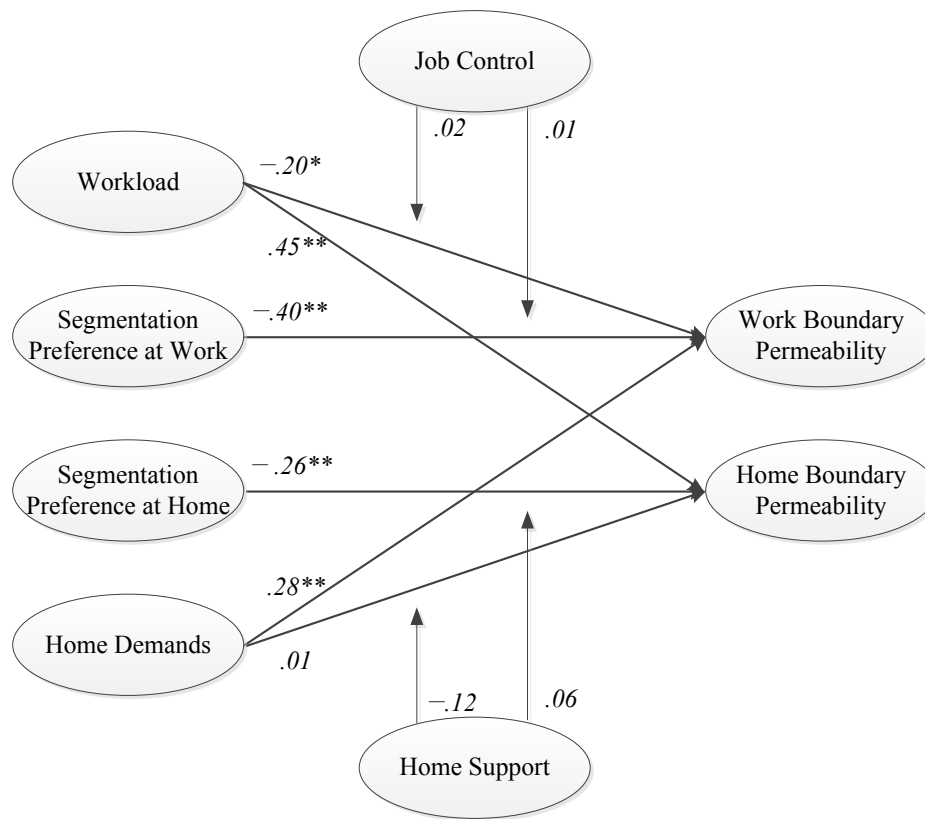 Job Control
.02
.01
Workload
−.20*
.45**
Segmentation
Preference at Work
−.40**
Work Boundary
Permeability
Segmentation
Preference at Home
−.26**
Home Boundary
Permeability
.28**
Home Demands
.01
−.12
.06
Home Support